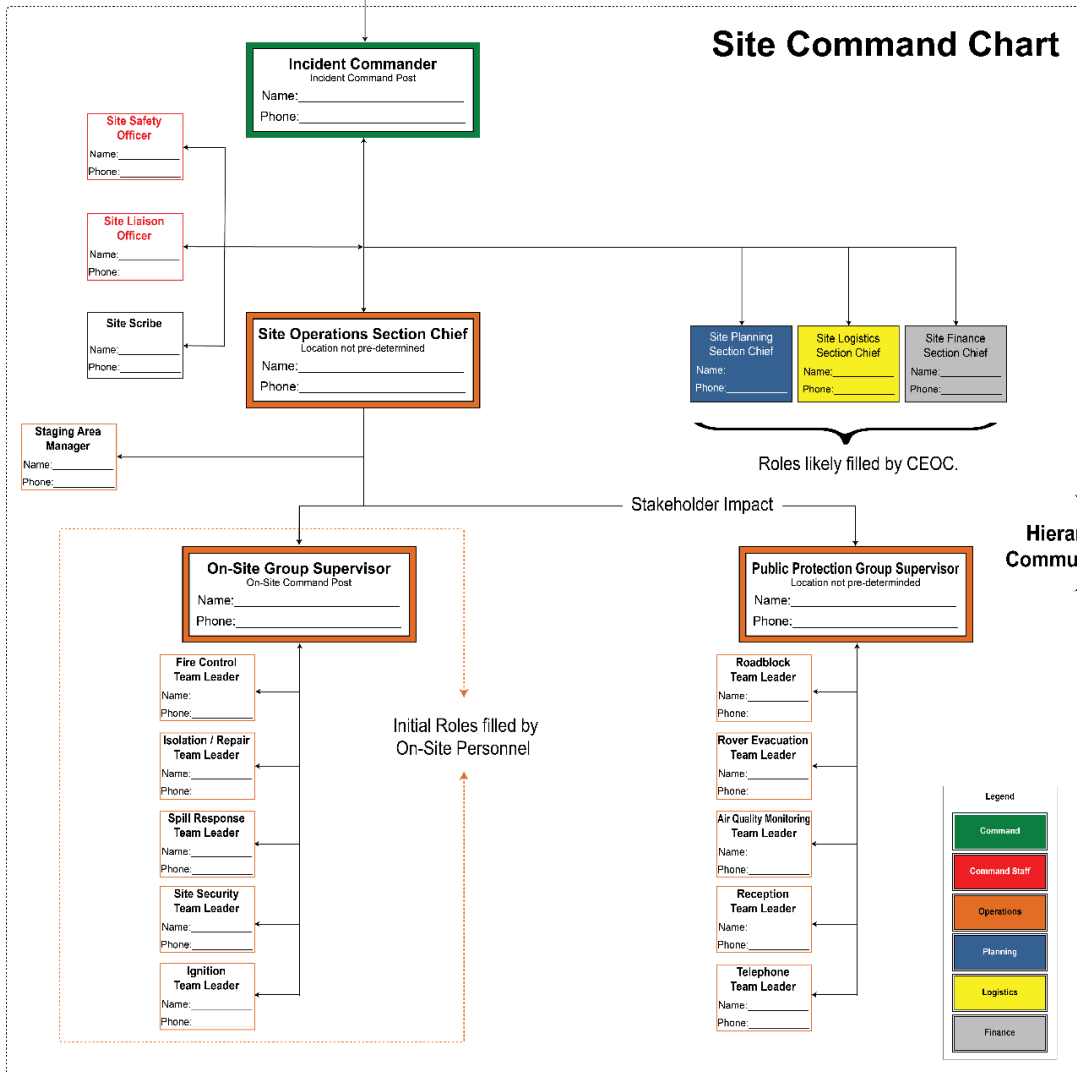 Site Command Chart
Incident Commander
Incident Command Post
Name:
Phone:
Site Safety
Officer
Name:
Phone:
Site Liaison
Officer
Name:
Phone:
Site Scribe
Name:
Phone:
Site Operations Section Chief
Location not pre-determined
Name:
Phone:
Site Planning
Section Chief
Name:
Phone:
Site Logistics
Section Chief
Name:
Phone:
Site Finance
Section Chief
Name:
Phone:
Roles likely filled by CEOC.
Staging Area
Manager
Name:
Phone:
Stakeholder Impact
Hierar
Commu
On-Site Group Supervisor
On-Site Command Post
Name:
Phone:
Public Protection Group Supervisor
Location not pre-determinded
Name:
Phone:
Fire Control
Team Leader
Name:
Phone:
Isolation / Repair
Team Leader
Name:
Phone:
Spill Response
Team Leader
Name:
Phone:
Site Security
Team Leader
Name:
Phone:
Ignition
Team Leader
Name:
Phone:
Initial Roles filled by
On-Site Personnel
Roadblock
Team Leader
Name:
Phone:
Rover Evacuation
Team Leader
Name:
Phone:
Air Quality Monitoring
Team Leader
Name:
Phone:
Reception
Team Leader
Name:
Phone:
Telephone
Team Leader
Name:
Phone:
Legend
Command
Command Staff
Operations
Planning
Logistics
Finance